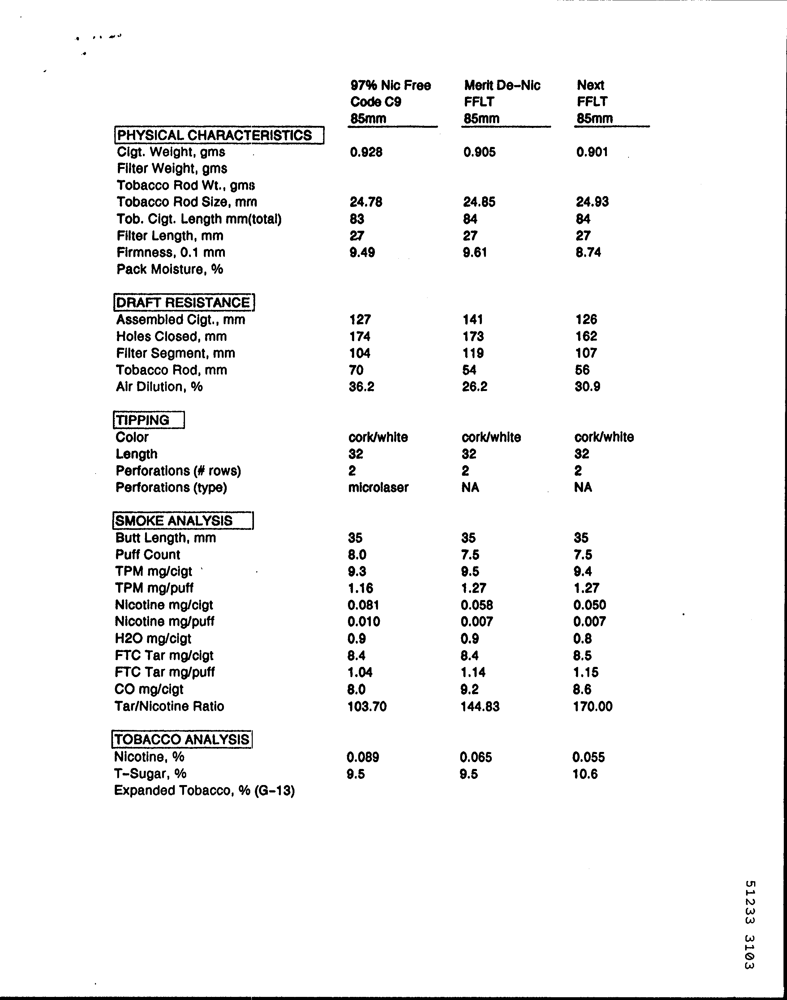 97% Nic Free Merit De-Nic Next
Code C9 FFLT FFLT
85mm 85mm 85mm
PHYSICAL CHARACTERISTICS
Cigt. Weight, gms 0.928 0.905 0.901
Filter Weight, gms
Tobacco Rod Wt., gms
Tobacco Rod Size, mm 24.78 24.85 24.93
Tob. Cigt. Length mm(total) 83 84 84
Filter Length, mm 27 27 27
Firmness, 0.1 mm 9.49 9.61 8.74
Pack Moisture, %
DRAFT RESISTANCE
Assembled Cigt., mm 127 141 126
Holes Closed, mm 174 173 162
Filter Segment, mm 104 119 107
Tobacco Rod, mm 70 54 56
Air Dilution, % 36.2 26.2 30.9
TIPPING
Color cork/white cork/white cork/white
Length 32 32 32
Perforations (# rows) 2 2 2
Perforations (type) microlaser NA NA
SMOKE ANALYSIS
Butt Length, mm 35 35 35
Puff Count 8.0 7.5 7.5
TPM mg/cigt 9.3 9.5 9.4
TPM mg/puff 1.16 1.27 1.27
Nicotine mg/cigt 0.081 0.058 0.050
Nicotine mg/puff 0.010 0.007 0.007
H2O mg/cigt 0.9 0.9 0.8
FTC Tar mg/cigt 8.4 8.4 8.5
FTC Tar mg/puff 1.04 1.14 1.15
CO mg/cigt 8.0 9.2 8.6
Tar/Nicotine Ratio 103.70 144.83 170.00
TOBACCO ANALYSIS
Nicotine, % 0.089 0.065 0.055
T-Sugar, % 9.5 9.5 10.6
Expanded Tobacco, % (G-13)
51233 3103